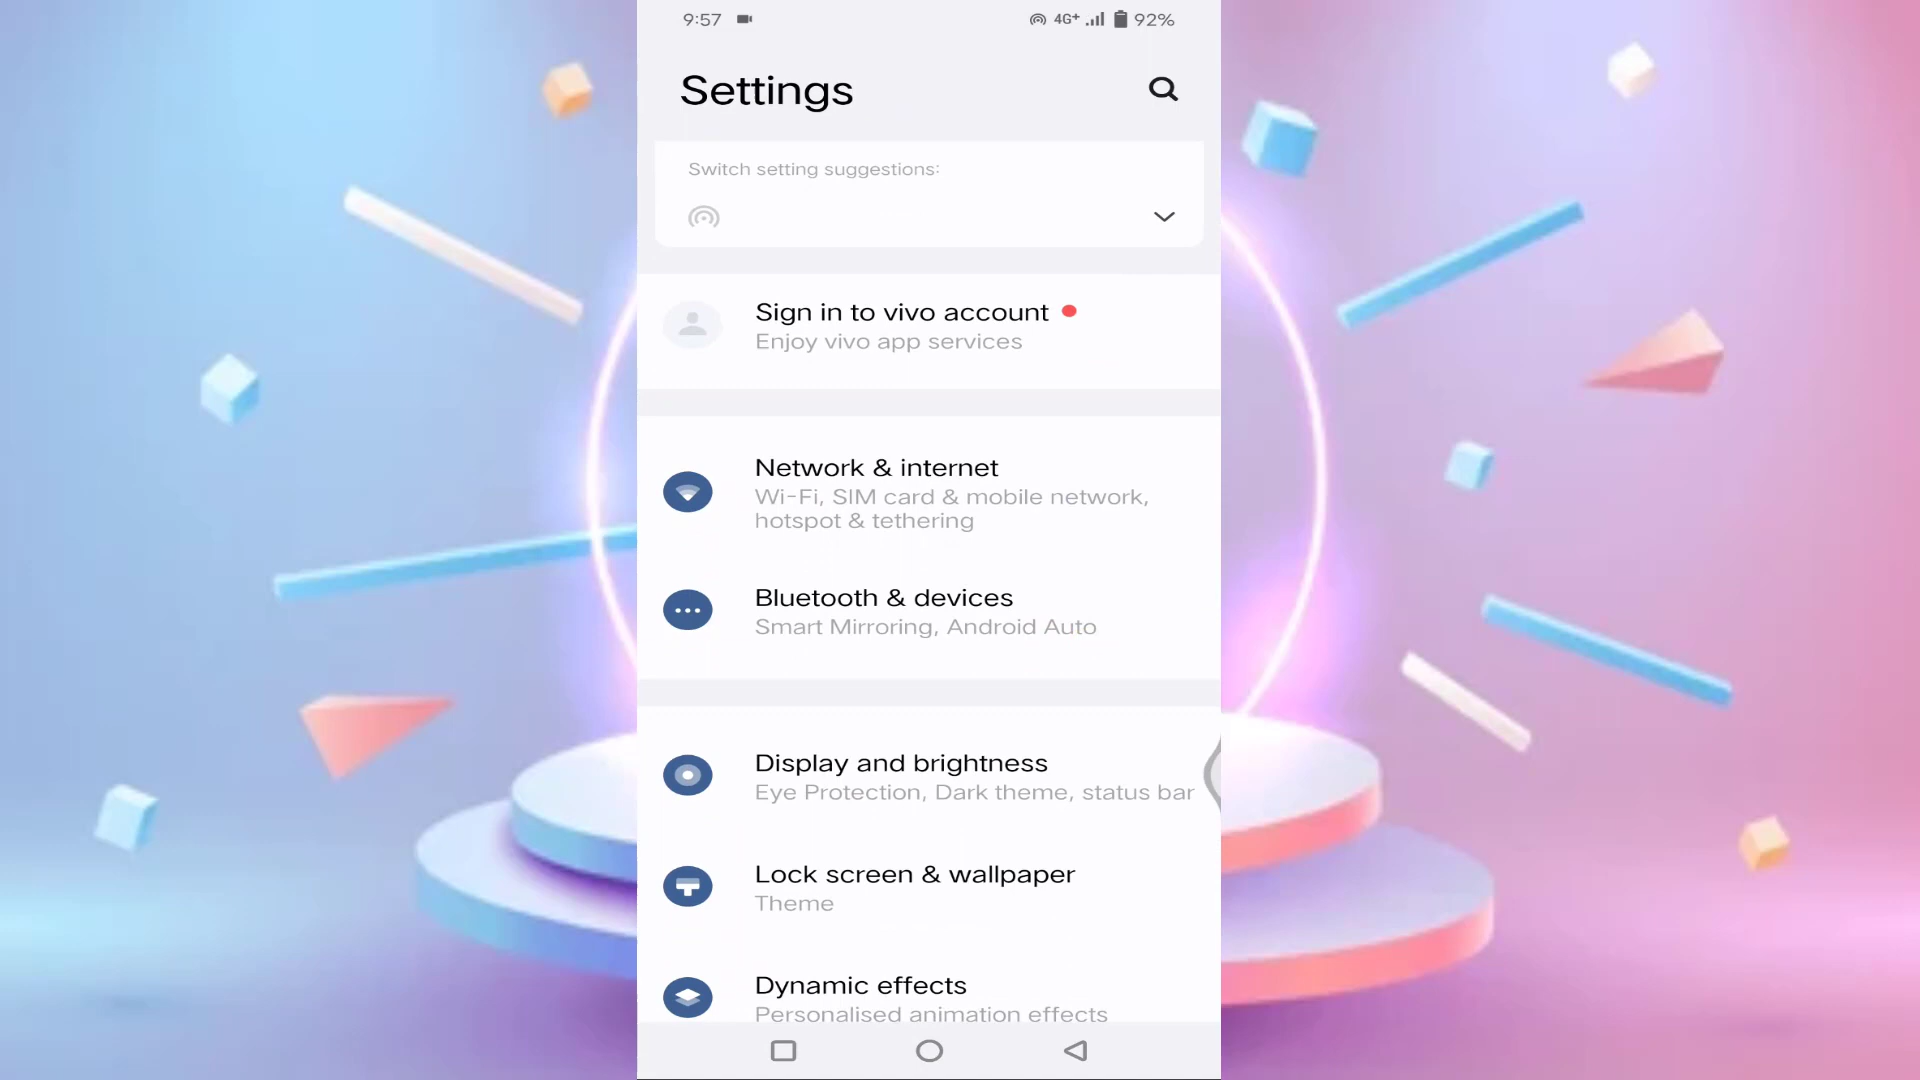 9:57 4G+ 92%
Settings
Switch setting suggestions:
Sign in to vivo account
Enjoy vivo app services
Network & internet
Wi-Fi, SIM card & mobile network,
hotspot & tethering
Bluetooth & devices
Smart Mirroring, Android Auto
Display and brightness
Eye Protection, Dark theme, status bar
Lock screen & wallpaper
Theme
Dynamic effects
Personalised animation effects